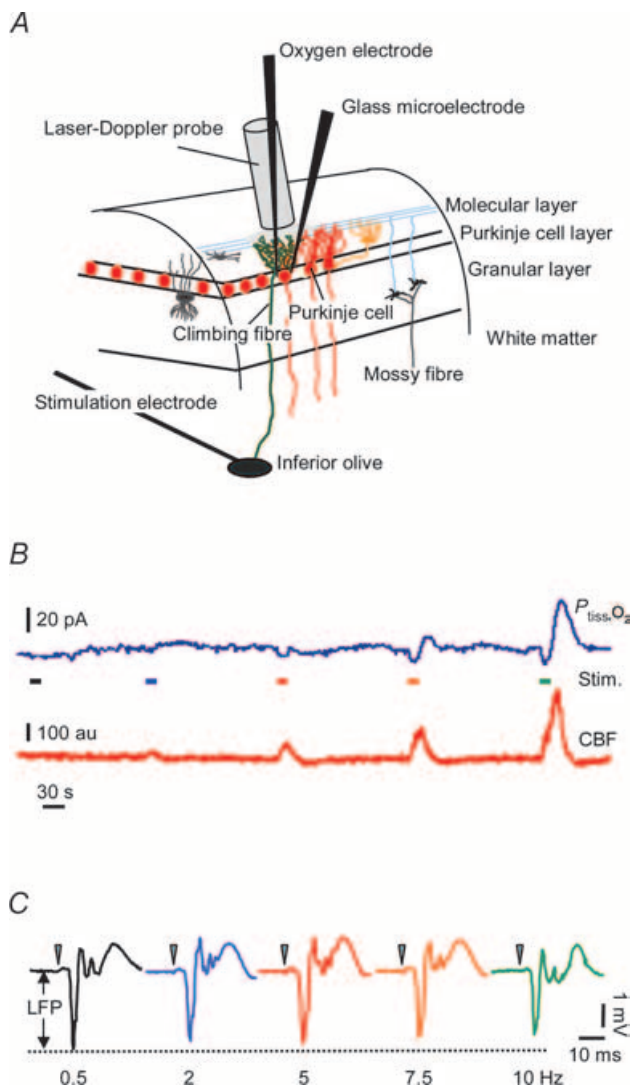 A
Oxygen electrode
Glass microelectrode
Laser-Doppler probe
Molecular layer
Purkinje cell layer
Granular layer
Purkinje cell
Climbing fibre
White matter
Mossy fibre
Stimulation electrode
Inferior olive
B
20 pA
Ptiss,O2
Stim.
100 au
CBF
30 s
C
LFP
1 mV
10 ms
0.5 2 5 7.5 10 Hz